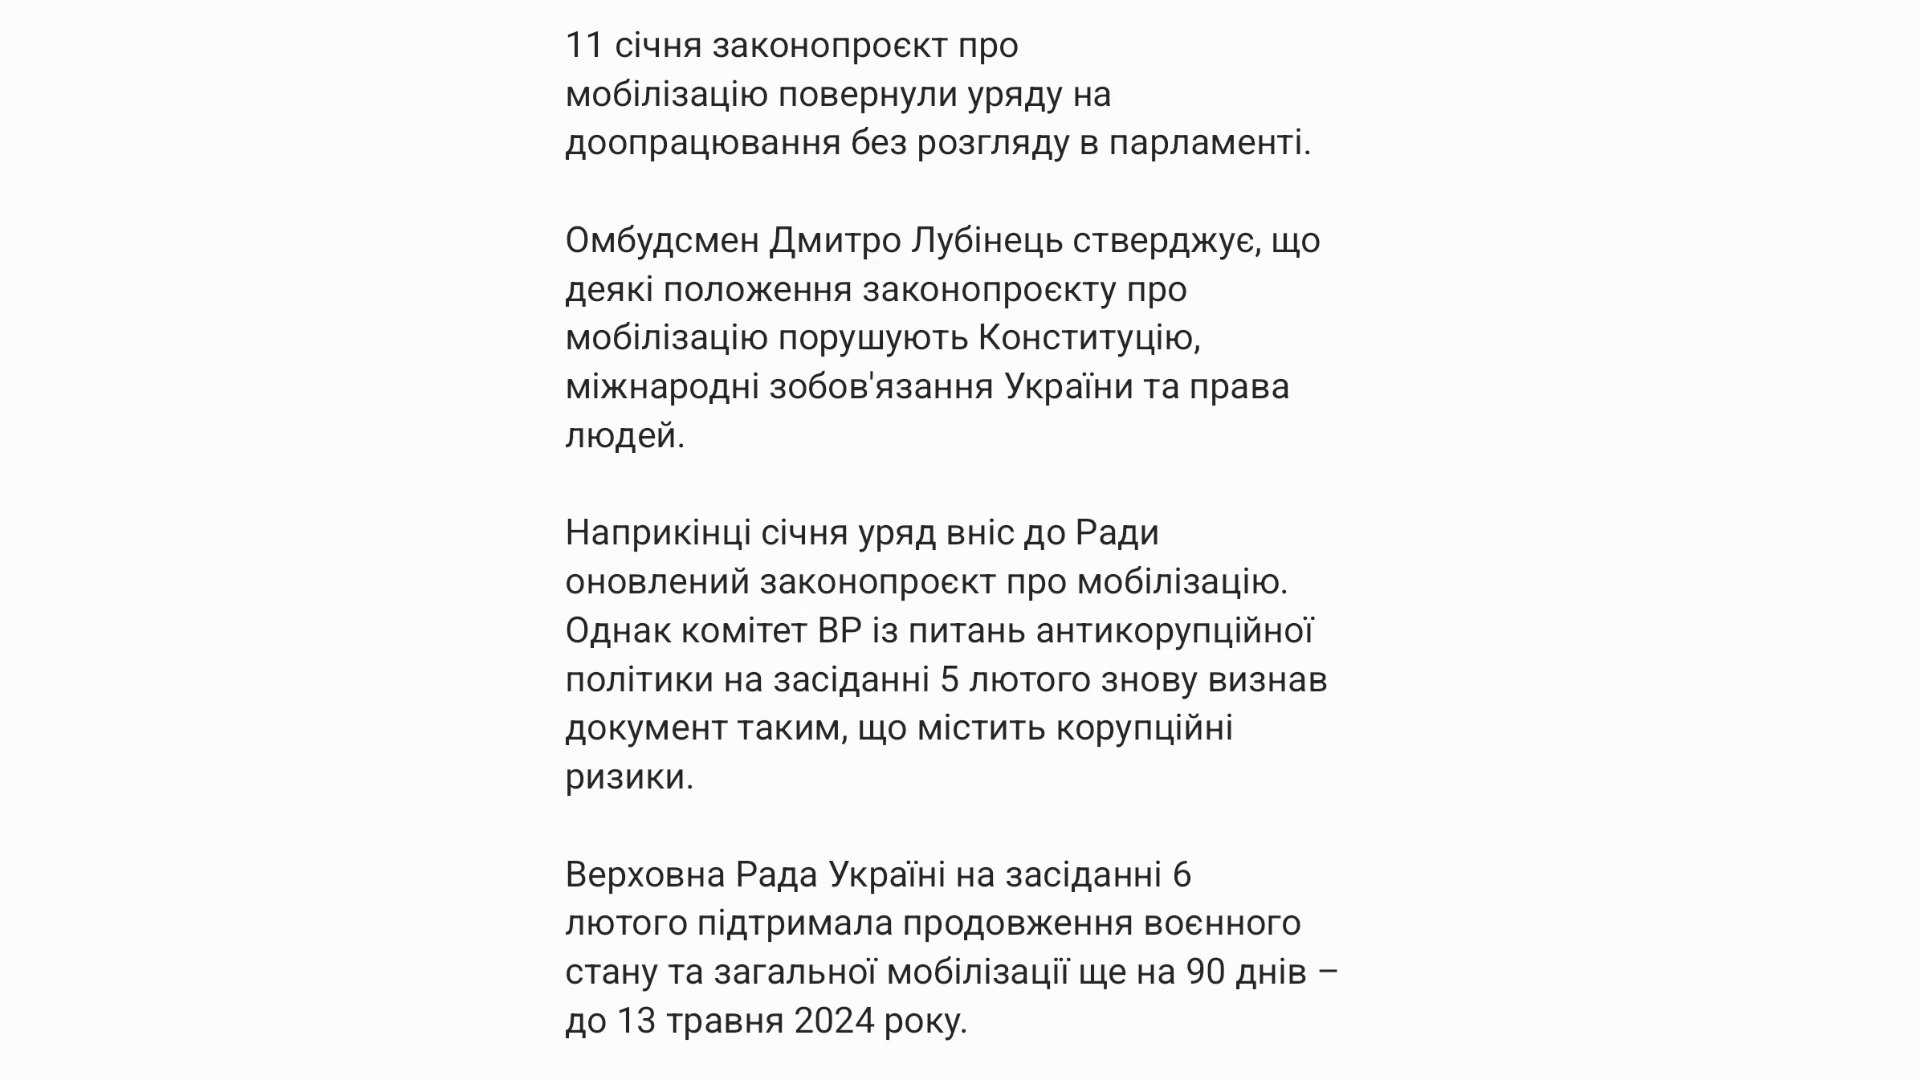 11 січня законопроєкт про
мобілізацію повернули уряду на
доопрацювання без розгляду в парламенті.
Омбудсмен Дмитро Лубінець стверджує, що
деякі положення законопроєкту про
мобілізацію порушують Конституцію,
міжнародні зобов'язання України та права
людей.
Наприкінці січня уряд вніс до Ради
оновлений законопроєкт про мобілізацію.
Однак комітет ВР із питань антикорупційної
політики на засіданні 5 лютого знову визнав
документ таким, що містить корупційні
ризики.
Верховна Рада Україні на засіданні 6
лютого підтримала продовження воєнного
стану та загальної мобілізації ще на 90 днів –
до 13 травня 2024 року.